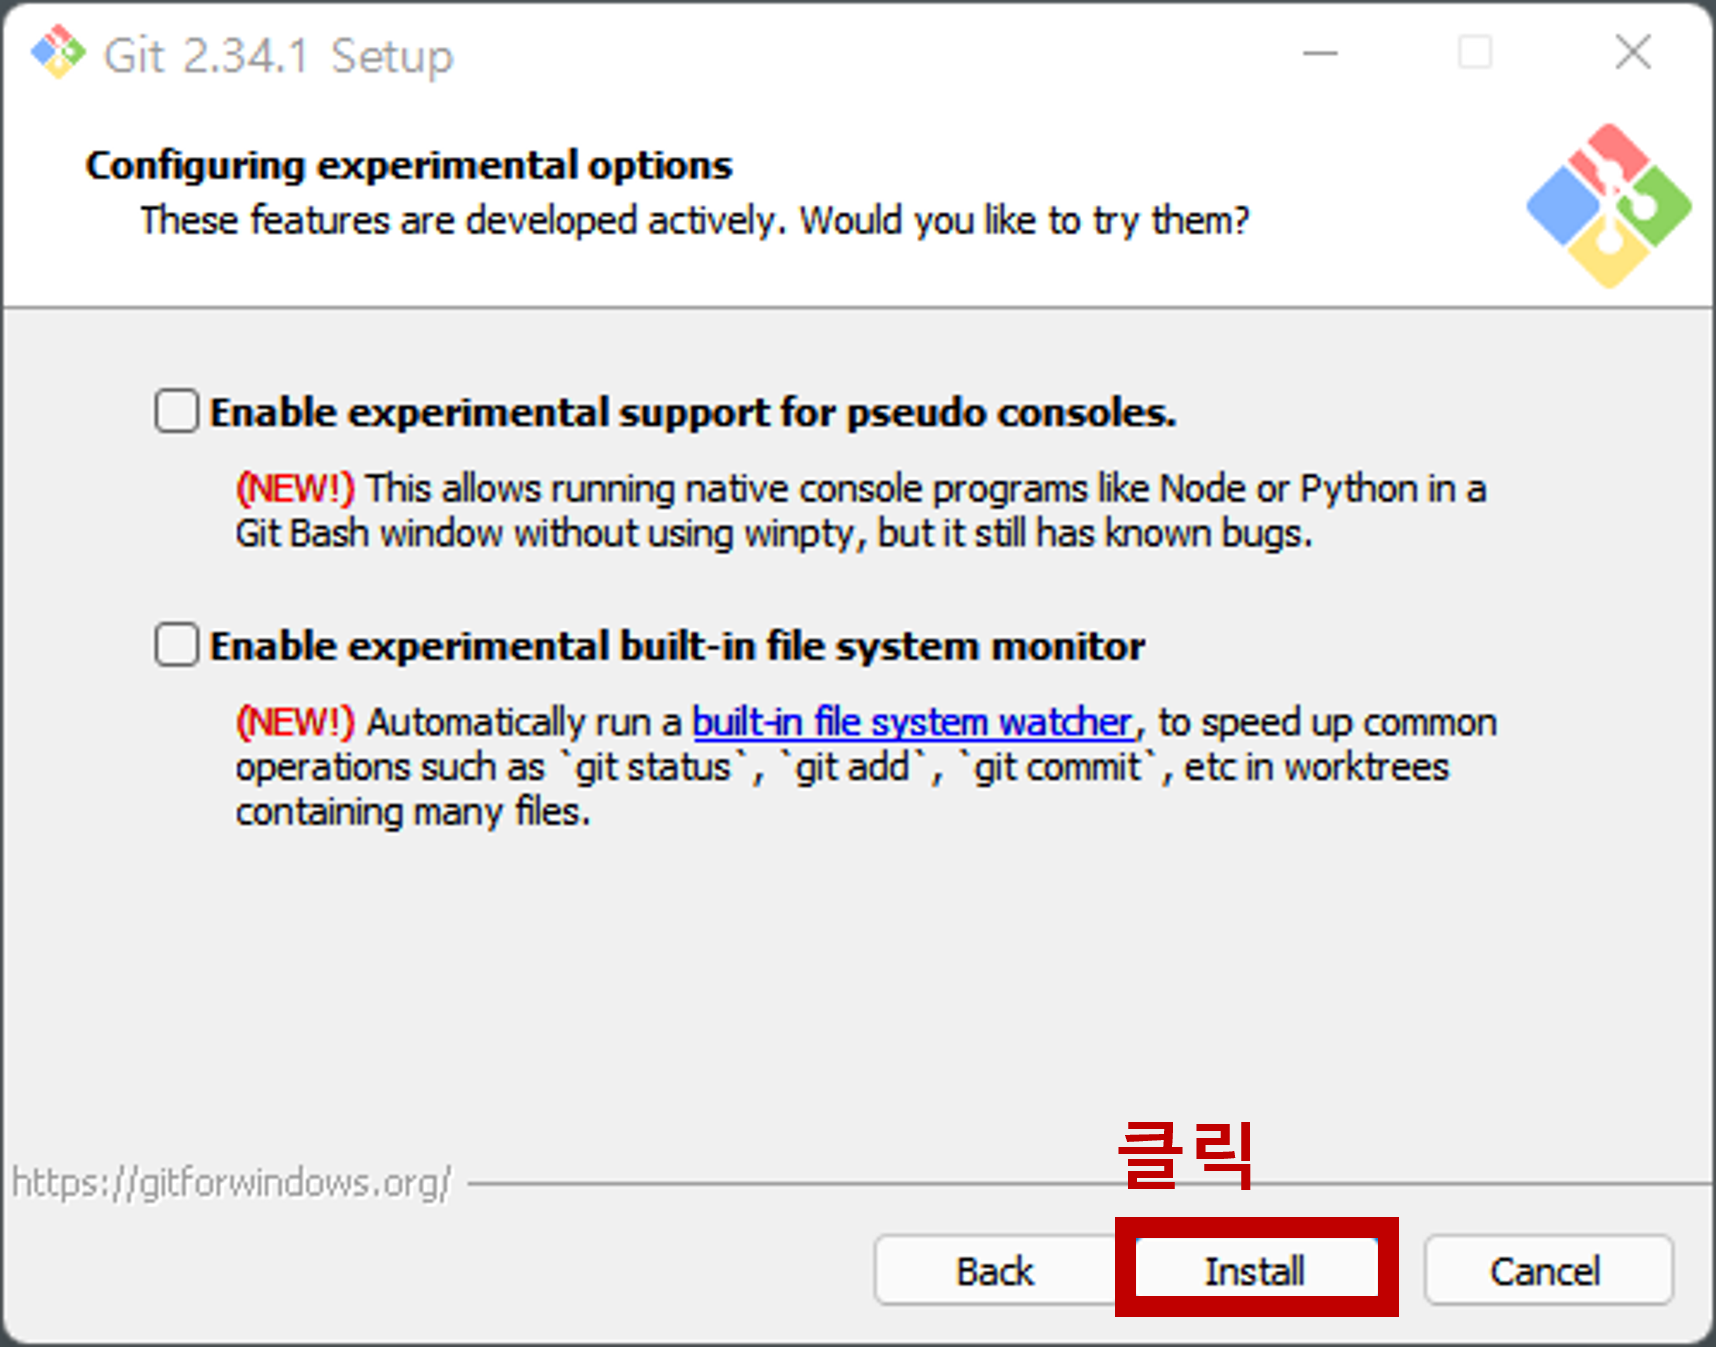 Git 2.34.1 Setup
Configuring experimental options
These features are developed actively. Would you like to try them?
Enable experimental support for pseudo consoles.
(NEW!) This allows running native console programs like Node or Python in a
Git Bash window without using winpty, but it still has known bugs.
Enable experimental built-in file system monitor
(NEW!) Automatically run a built-in file system watcher, to speed up common
operations such as `git status`, `git add`, `git commit`, etc in worktrees
containing many files.
클릭
https://gitforwindows.org/
Back
Install
Cancel